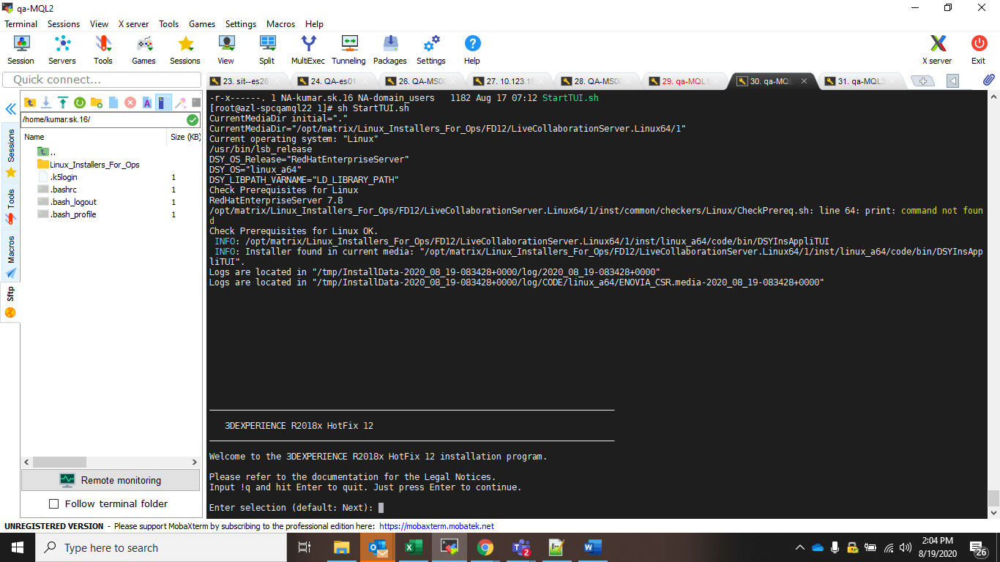 qa-MQL2
Terminal Sessions View X server Tools Games Settings Macros Help
Session Servers Tools Games Sessions View Split MultiExec Tunneling Packages Settings Help X server Exit
Quick connect...
23. sit--es26 24. QA-es01 26. QA-MS00 27. 10.123.19 28. QA-MS00 29. qa-MQL1 30. qa-MQL 31. qa-MQL3
/home/kumar.sk.16/
Name Size (KB)
..
Linux_Installers_For_Ops
.k5login 1
.bashrc 1
.bash_logout 1
.bash_profile 1
Sessions
Tools
Macros
Sftp
Remote monitoring
Follow terminal folder
-r-x------. 1 NA-kumar.sk.16 NA-domain_users 1182 Aug 17 07:12 StartTUI.sh
[root@azl-spcqamql22 1]# sh StartTUI.sh
CurrentMediaDir initial="."
CurrentMediaDir="/opt/matrix/Linux_Installers_For_Ops/FD12/LiveCollaborationServer.Linux64/1"
Current operating system: "Linux"
/usr/bin/lsb_release
DSY_OS_Release="RedHatEnterpriseServer"
DSY_OS="linux_a64"
DSY_LIBPATH_VARNAME="LD_LIBRARY_PATH"
Check Prerequisites for Linux
RedHatEnterpriseServer 7.8
/opt/matrix/Linux_Installers_For_Ops/FD12/LiveCollaborationServer.Linux64/1/inst/common/checkers/Linux/CheckPrereq.sh: line 64: print: command not foun
d
Check Prerequisites for Linux OK.
INFO: /opt/matrix/Linux_Installers_For_Ops/FD12/LiveCollaborationServer.Linux64/1/inst/linux_a64/code/bin/DSYInsAppliTUI
INFO: Installer found in current media: "/opt/matrix/Linux_Installers_For_Ops/FD12/LiveCollaborationServer.Linux64/1/inst/linux_a64/code/bin/DSYInsApp
liTUI".
Logs are located in "/tmp/InstallData-2020_08_19-083428+0000/log/2020_08_19-083428+0000"
Logs are located in "/tmp/InstallData-2020_08_19-083428+0000/log/CODE/linux_a64/ENOVIA_CSR.media-2020_08_19-083428+0000"
3DEXPERIENCE R2018x HotFix 12
Welcome to the 3DEXPERIENCE R2018x HotFix 12 installation program.
Please refer to the documentation for the Legal Notices.
Input !q and hit Enter to quit. Just press Enter to continue.
Enter selection (default: Next):
UNREGISTERED VERSION - Please support MobaXterm by subscribing to the professional edition here: https://mobaxterm.mobatek.net
Type here to search
2
2:04 PM
8/19/2020
26